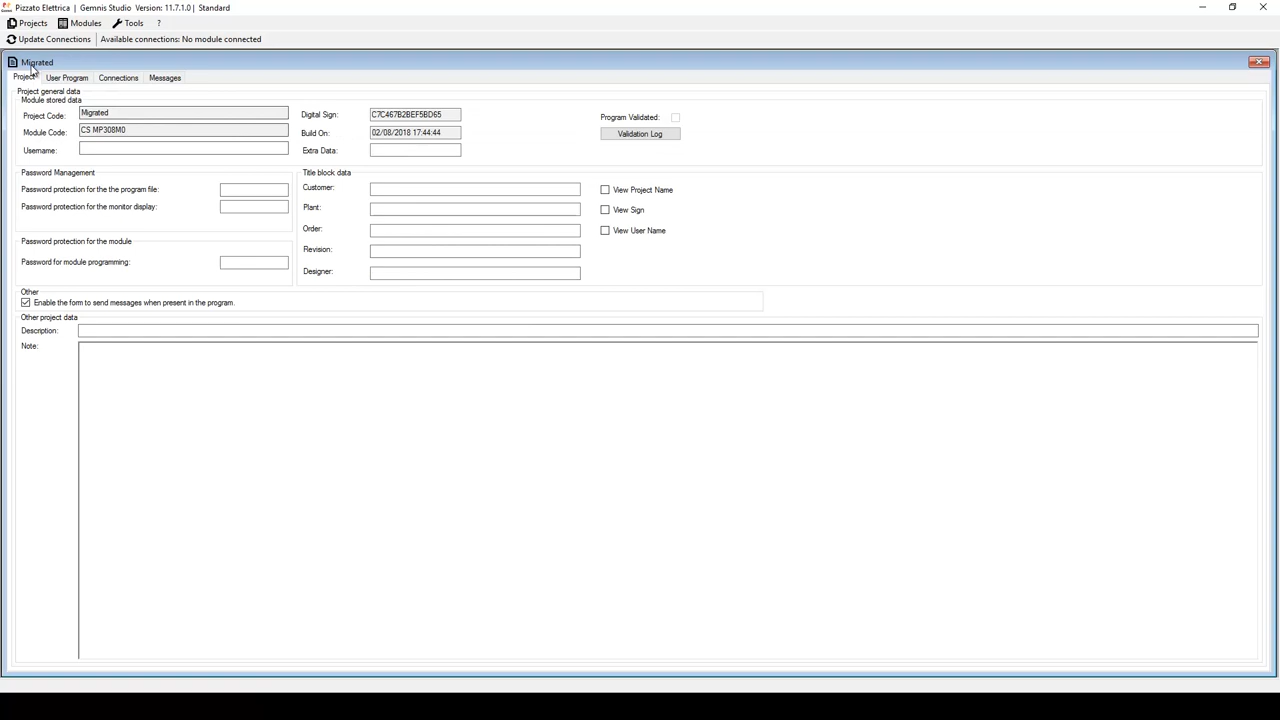 Pizzato Elettrica | Gemnis Studio Version: 11.7.1.0 | Standard
Projects Modules Tools ?
Update Connections Available connections: No module connected
Migrated
Project User Program Connections Messages
Project general data
Module stored data
Project Code: Migrated Digital Sign: C7C467B2BEF5BD65 Program Validated:
Module Code: CS MP308M0 Build On: 02/08/2018 17:44:44 Validation Log
Username: Extra Data:
Password Management Title block data
Password protection for the the program file: Customer: View Project Name
Password protection for the monitor display: Plant: View Sign
Order: View User Name
Password protection for the module Revision:
Password for module programming: Designer:
Other
Enable the form to send messages when present in the program.
Other project data
Description:
Note: